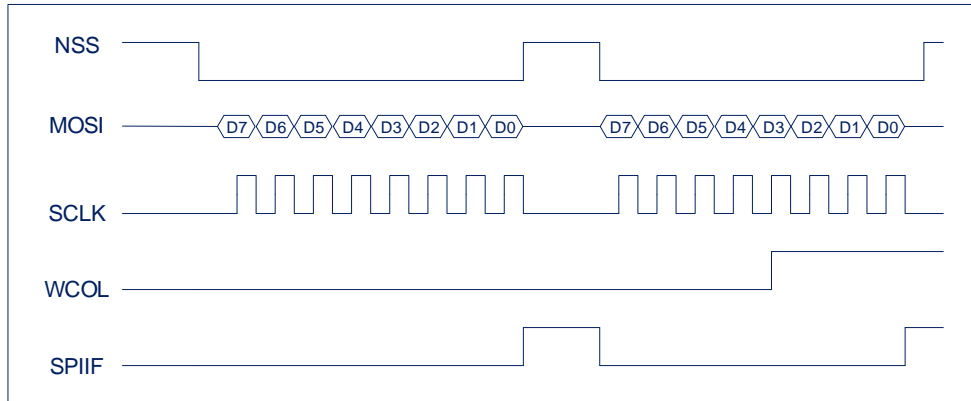 NSS
MOSI D7 D6 D5 D4 D3 D2 D1 D0 D7 D6 D5 D4 D3 D2 D1 D0
SCLK
WCOL
SPIIF